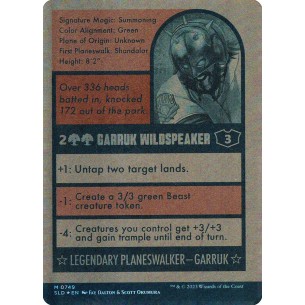 Signature Magic: Summoning
Color Alignment: Green
Plane of Origin: Unknown
First Planeswalk: Shandalar
Height: 8'2"
Over 336 heads
batted in, knocked
172 out of the park.
2 GARRUK WILDSPEAKER 3
+1: Untap two target lands.
-1: Create a 3/3 green Beast
creature token.
-4: Creatures you control get +3/+3
and gain trample until end of turn.
★ LEGENDARY PLANESWALKER—GARRUK ★
M 0749
SLD ★ EN Fay Dalton & Scott Okumura
™ & © 2023 Wizards of the Coast